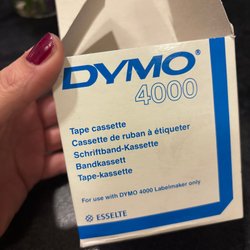 DYMO®
4000
Tape cassette
Cassette de ruban à étiqueter
Schriftband-Kassette
Bandkassett
Tape-kassette
For use with DYMO 4000 Labelmaker only
ESSELTE